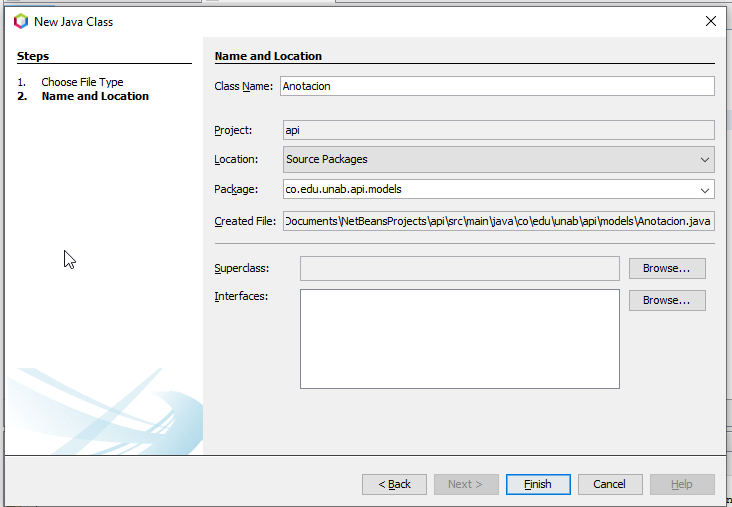 New Java Class
Steps
1. Choose File Type
2. Name and Location
Name and Location
Class Name: Anotacion
Project: api
Location: Source Packages
Package: co.edu.unab.api.models
Created File: Documents\NetBeansProjects\api\src\main\java\co\edu\unab\api\models\Anotacion.java
Superclass: Browse...
Interfaces: Browse...
< Back Next > Finish Cancel Help